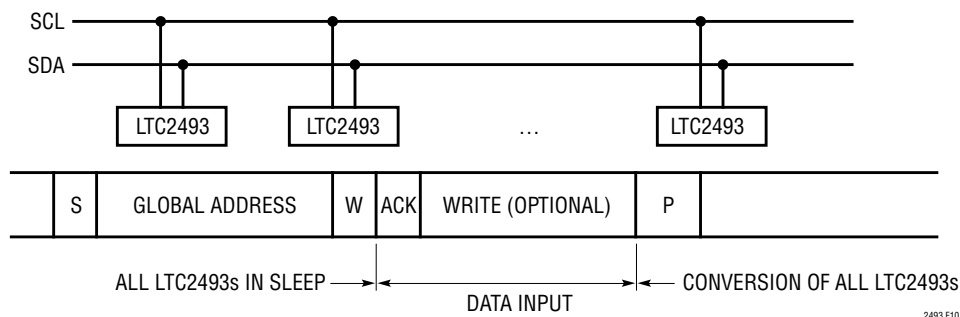 SCL
SDA
LTC2493 LTC2493 … LTC2493
S GLOBAL ADDRESS W ACK WRITE (OPTIONAL) P
ALL LTC2493s IN SLEEP DATA INPUT CONVERSION OF ALL LTC2493s
2493 F10